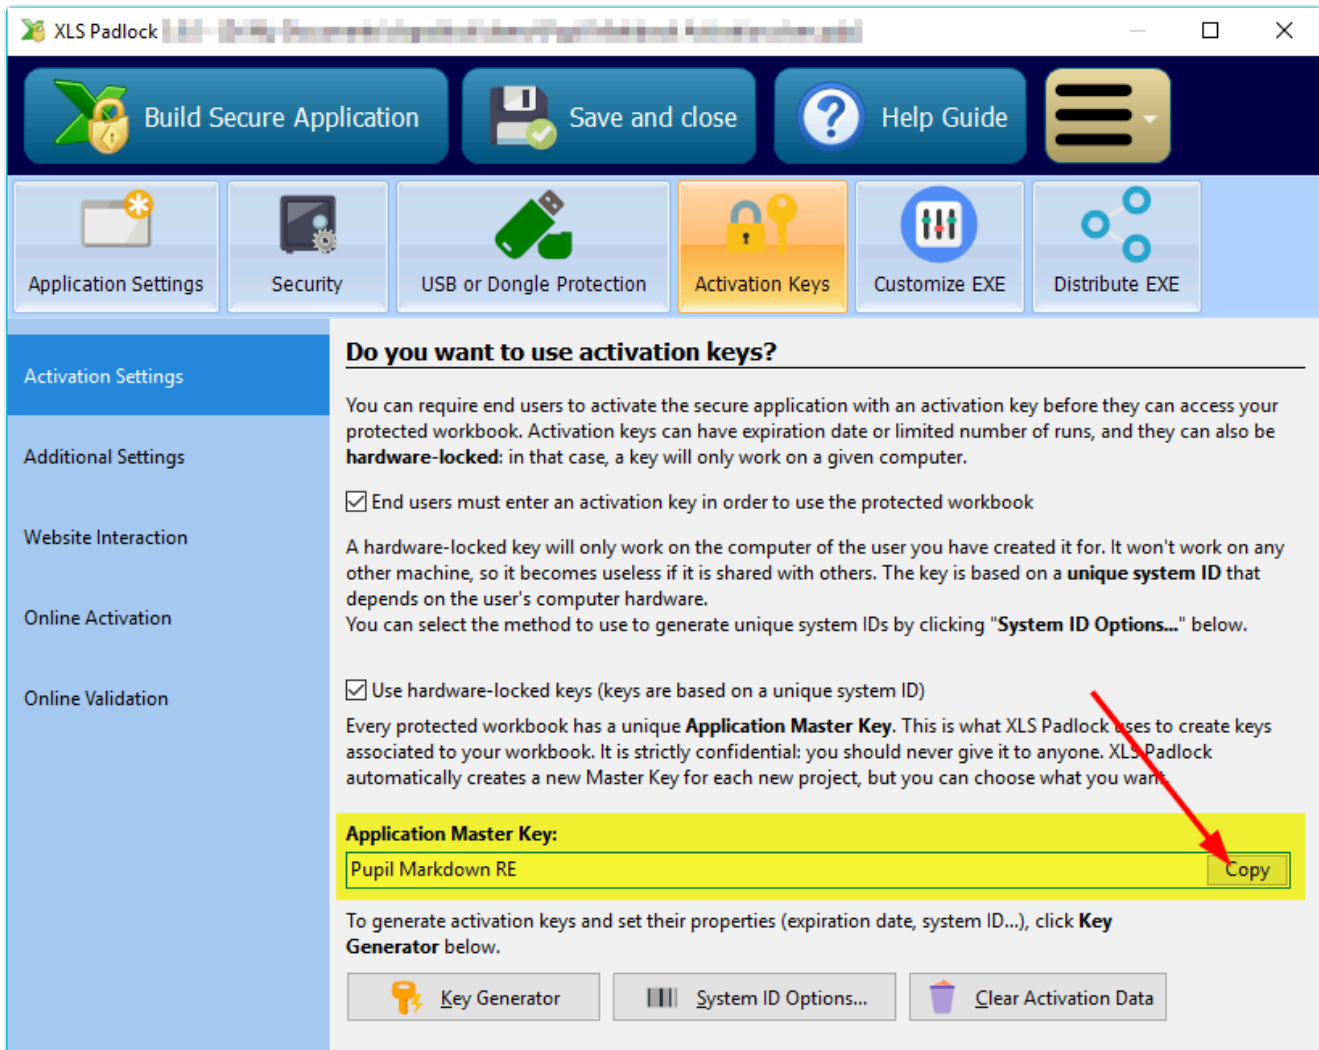 XLS Padlock
Build Secure Application
Save and close
Help Guide
Application Settings
Security
USB or Dongle Protection
Activation Keys
Customize EXE
Distribute EXE
Activation Settings
Additional Settings
Website Interaction
Online Activation
Online Validation
Do you want to use activation keys?
You can require end users to activate the secure application with an activation key before they can access your
protected workbook. Activation keys can have expiration date or limited number of runs, and they can also be
hardware-locked: in that case, a key will only work on a given computer.
End users must enter an activation key in order to use the protected workbook
A hardware-locked key will only work on the computer of the user you have created it for. It won't work on any
other machine, so it becomes useless if it is shared with others. The key is based on a unique system ID that
depends on the user's computer hardware.
You can select the method to use to generate unique system IDs by clicking "System ID Options..." below.
Use hardware-locked keys (keys are based on a unique system ID)
Every protected workbook has a unique Application Master Key. This is what XLS Padlock uses to create keys
associated to your workbook. It is strictly confidential: you should never give it to anyone. XLS Padlock
automatically creates a new Master Key for each new project, but you can choose what you want.
Application Master Key:
Pupil Markdown RE
Copy
To generate activation keys and set their properties (expiration date, system ID...), click Key
Generator below.
Key Generator
System ID Options...
Clear Activation Data